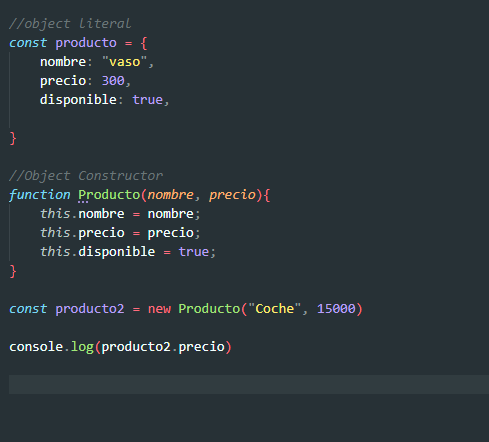 //object literal
const producto = {
    nombre: "vaso",
    precio: 300,
    disponible: true,
}
//Object Constructor
function Producto(nombre, precio){
    this.nombre = nombre;
    this.precio = precio;
    this.disponible = true;
}
const producto2 = new Producto("Coche", 15000)
console.log(producto2.precio)